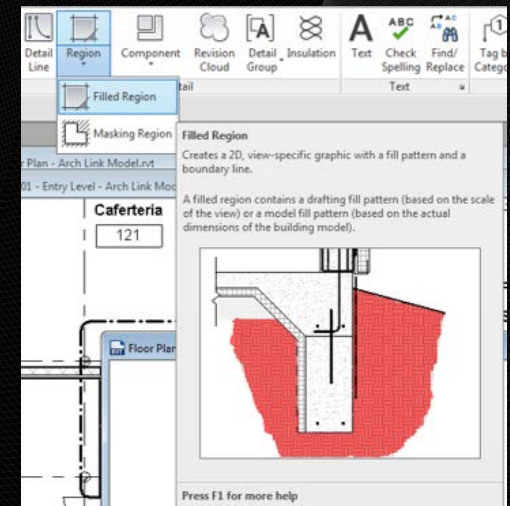 Detail Line
Region
Component
Revision Cloud
Detail Group
Insulation
Text
Check Spelling
Find/ Replace
Tag b
Catego
ABC
tail
Text
Filled Region
Masking Region
r Plan - Arch Link Model.rvt
01 - Entry Level - Arch Link Moc
Caferteria
121
Floor Plan
Filled Region
Creates a 2D, view-specific graphic with a fill pattern and a
boundary line.
A filled region contains a drafting fill pattern (based on the scale
of the view) or a model fill pattern (based on the actual
dimensions of the building model).
Press F1 for more help